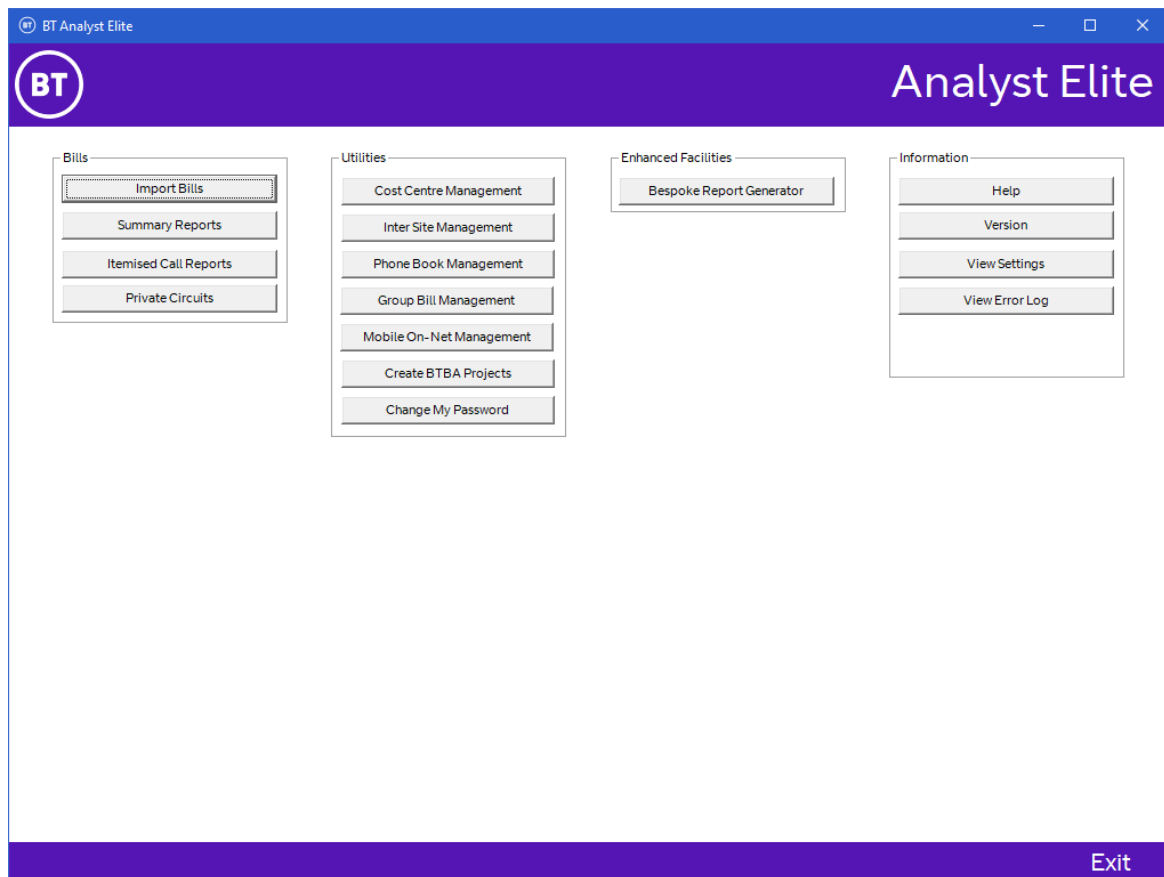 BT BT Analyst Elite
BT
Analyst Elite
Bills
Import Bills
Summary Reports
Itemised Call Reports
Private Circuits
Utilities
Cost Centre Management
Inter Site Management
Phone Book Management
Group Bill Management
Mobile On-Net Management
Create BTBA Projects
Change My Password
Enhanced Facilities
Bespoke Report Generator
Information
Help
Version
View Settings
View Error Log
Exit